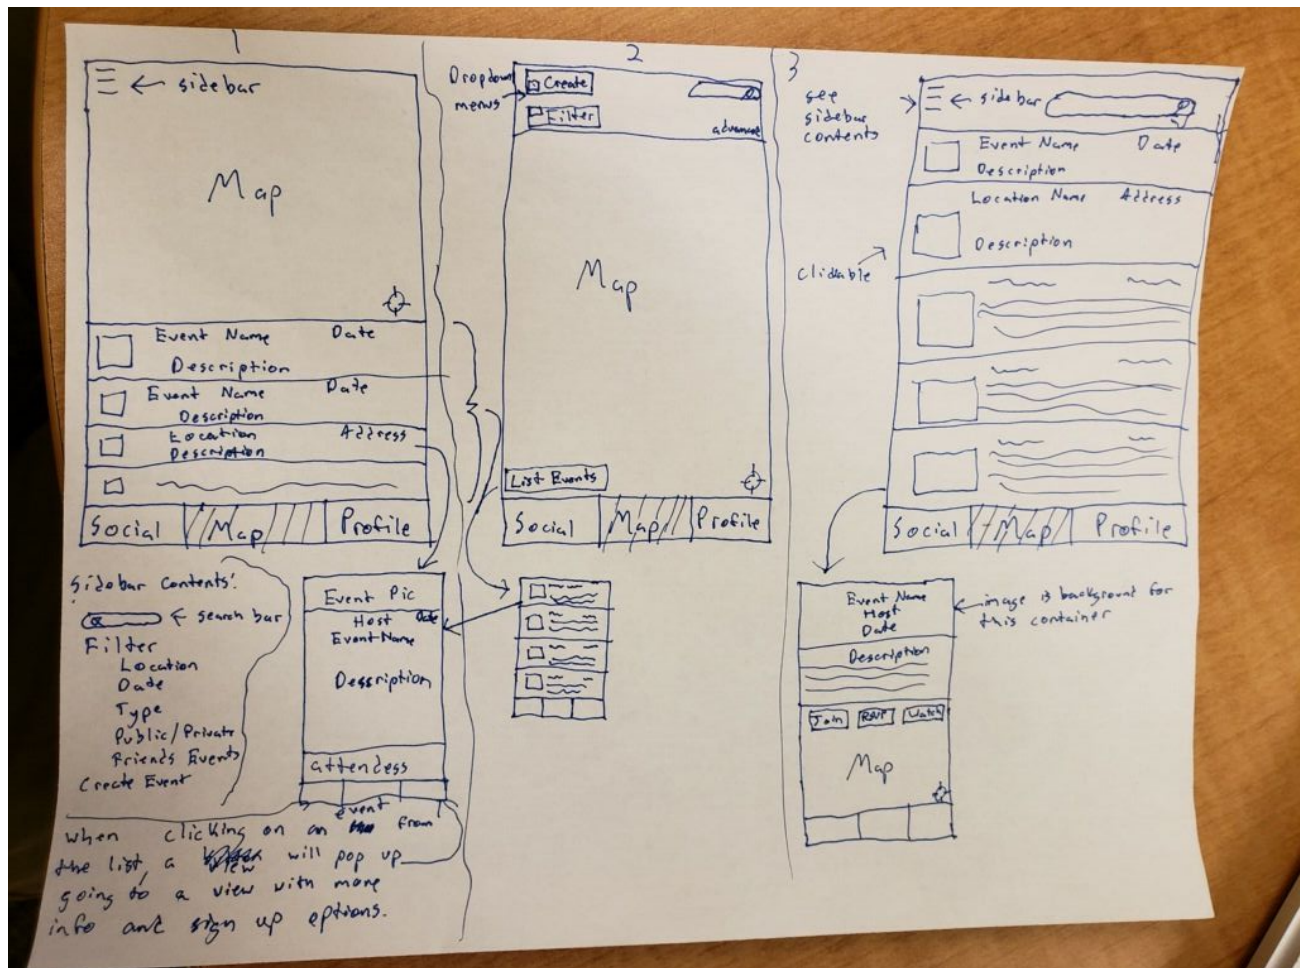 1
← sidebar
Map
Event Name Date
Description
Event Name Date
Description
Location Address
Description
Social Map Profile
Sidebar Contents:
← search bar
Filter
Location
Date
Type
Public/Private
Friends Events
Create Event
Event Pic
Host Date
Event Name
Description
attendess
when clicking on an event from
the list, a view will pop up
going to a view with more
info and sign up options.
2
Dropdown
menus
Create
Filter
advanced
Map
List Events
Social Map Profile
3
see
sidebar
contents
← sidebar
Event Name Date
Description
Location Name Address
Description
Clickable
Social Map Profile
Event Name
Host
Date
← image is background for
this container
Description
Join RSVP Watch
Map